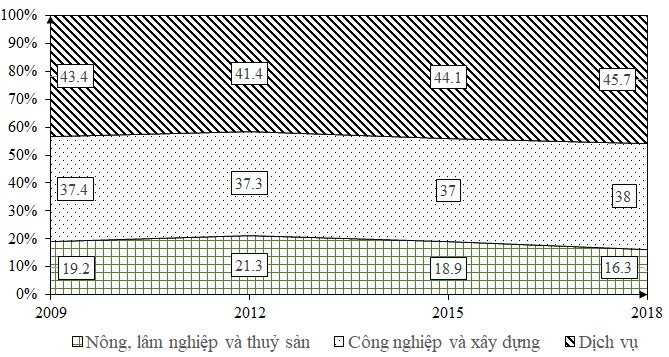 100%
90%
80%
70%
60%
50%
40%
30%
20%
10%
0%
43.4 41.4 44.1 45.7
37.4 37.3 37 38
19.2 21.3 18.9 16.3
2009 2012 2015 2018
Nông, lâm nghiệp và thuỷ sản Công nghiệp và xây dựng Dịch vụ